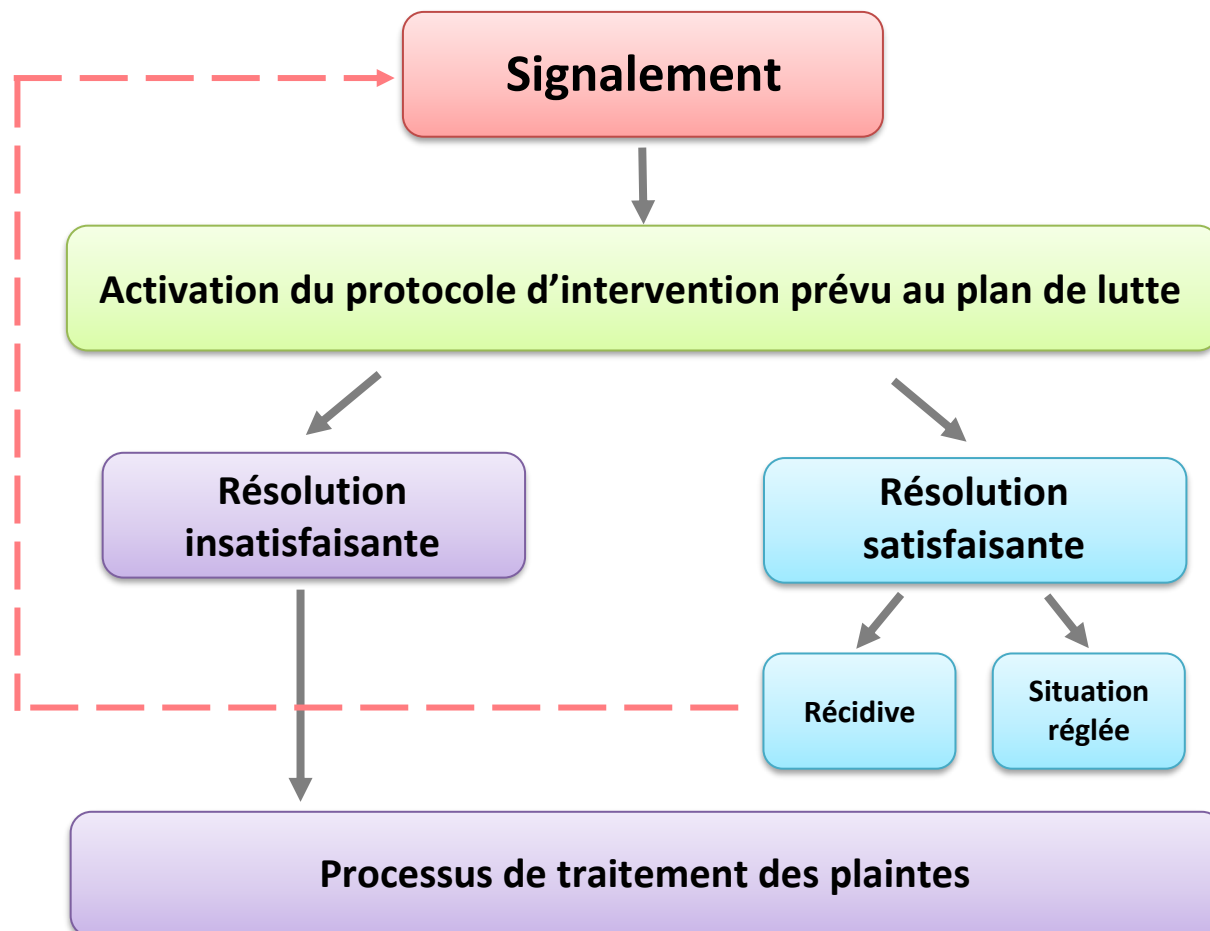 Signalement
Activation du protocole d’intervention prévu au plan de lutte
Résolution
insatisfaisante
Résolution
satisfaisante
Récidive
Situation
réglée
Processus de traitement des plaintes